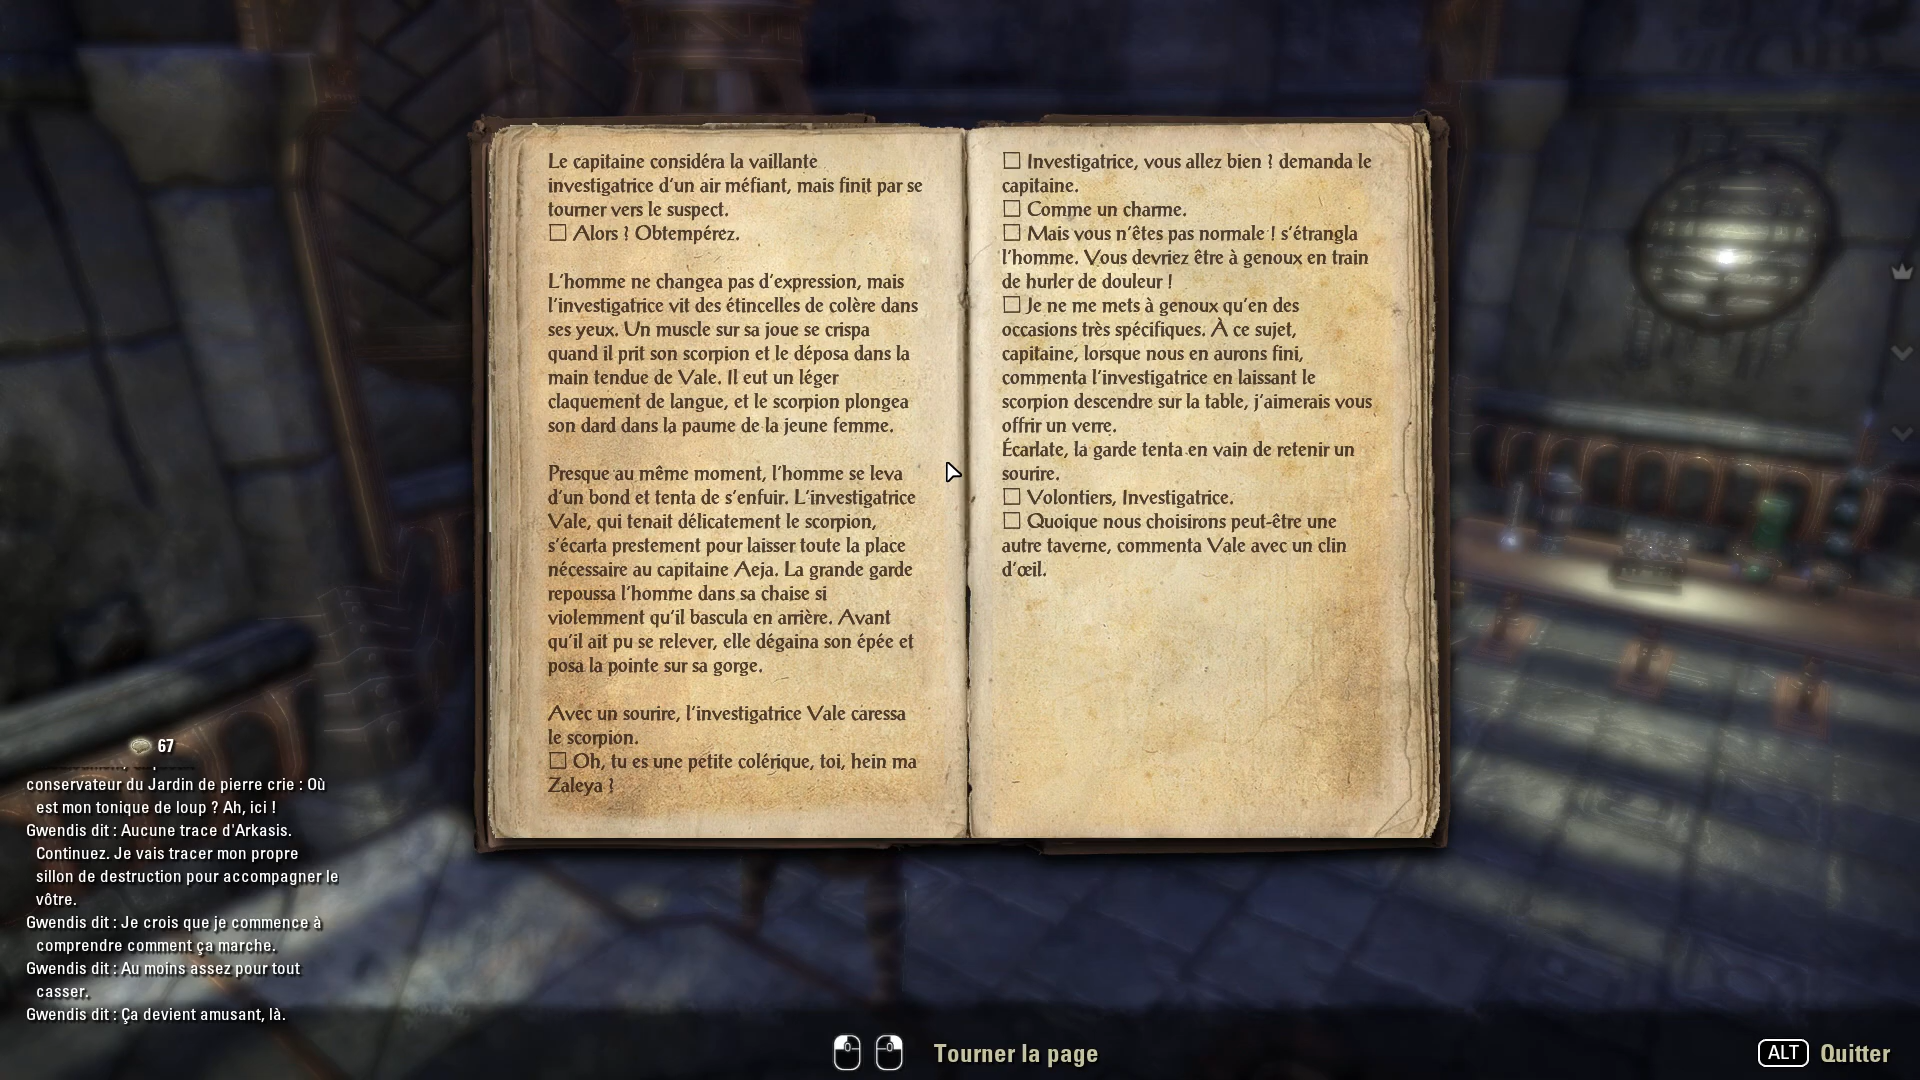 Le capitaine considéra la vaillante
investigatrice d'un air méfiant, mais finit par se
tourner vers le suspect.
□ Alors ? Obtempérez.
L'homme ne changea pas d'expression, mais
l'investigatrice vit des étincelles de colère dans
ses yeux. Un muscle sur sa joue se crispa
quand il prit son scorpion et le déposa dans la
main tendue de Vale. Il eut un léger
claquement de langue, et le scorpion plongea
son dard dans la paume de la jeune femme.
Presque au même moment, l'homme se leva
d'un bond et tenta de s'enfuir. L'investigatrice
Vale, qui tenait délicatement le scorpion,
s'écarta prestement pour laisser toute la place
nécessaire au capitaine Aeja. La grande garde
repoussa l'homme dans sa chaise si
violemment qu'il bascula en arrière. Avant
qu'il ait pu se relever, elle dégaina son épée et
posa la pointe sur sa gorge.
Avec un sourire, l'investigatrice Vale caressa
le scorpion.
□ Oh, tu es une petite colérique, toi, hein ma
Zaleya ?
□ Investigatrice, vous allez bien ? demanda le
capitaine.
□ Comme un charme.
□ Mais vous n'êtes pas normale ! s'étrangla
l'homme. Vous devriez être à genoux en train
de hurler de douleur !
□ Je ne me mets à genoux qu'en des
occasions très spécifiques. À ce sujet,
capitaine, lorsque nous en aurons fini,
commenta l'investigatrice en laissant le
scorpion descendre sur la table, j'aimerais vous
offrir un verre.
Écarlate, la garde tenta en vain de retenir un
sourire.
□ Volontiers, Investigatrice.
□ Quoique nous choisirons peut-être une
autre taverne, commenta Vale avec un clin
d'œil.
67
conservateur du Jardin de pierre crie : Où
est mon tonique de loup ? Ah, ici !
Gwendis dit : Aucune trace d'Arkasis.
Continuez. Je vais tracer mon propre
sillon de destruction pour accompagner le
vôtre.
Gwendis dit : Je crois que je commence à
comprendre comment ça marche.
Gwendis dit : Au moins assez pour tout
casser.
Gwendis dit : Ça devient amusant, là.
Tourner la page
ALT Quitter